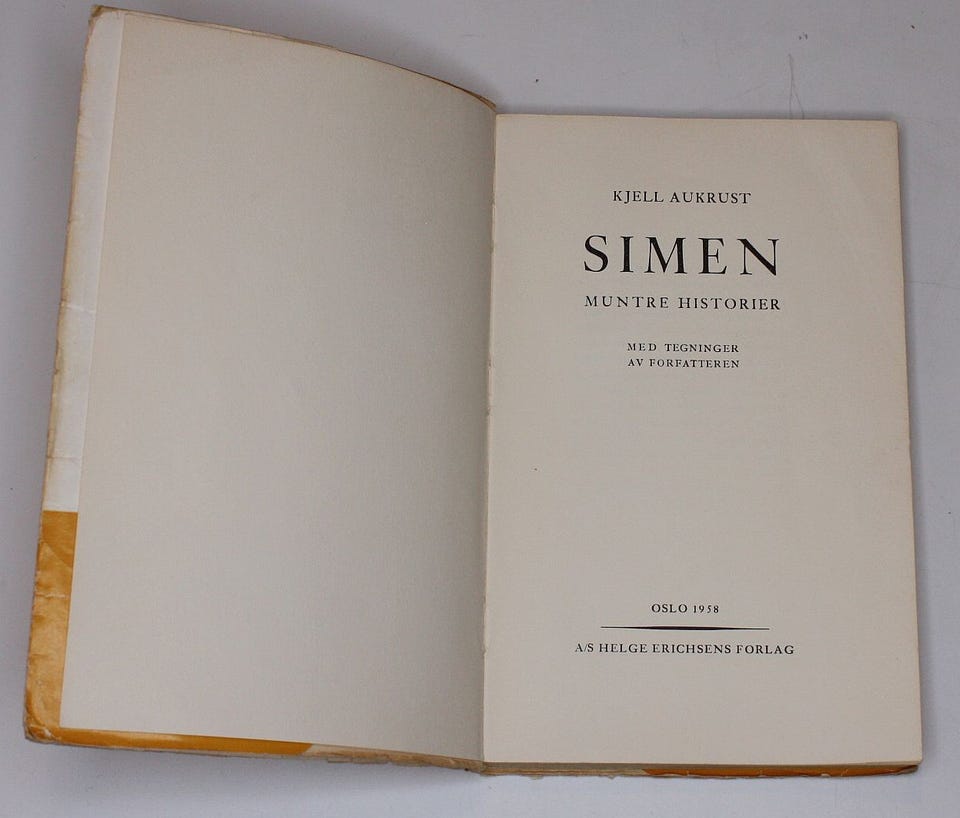 KJELL AUKRUST
SIMEN
MUNTRE HISTORIER
MED TEGNINGER
AV FORFATTEREN
OSLO 1958
A/S HELGE ERICHSENS FORLAG